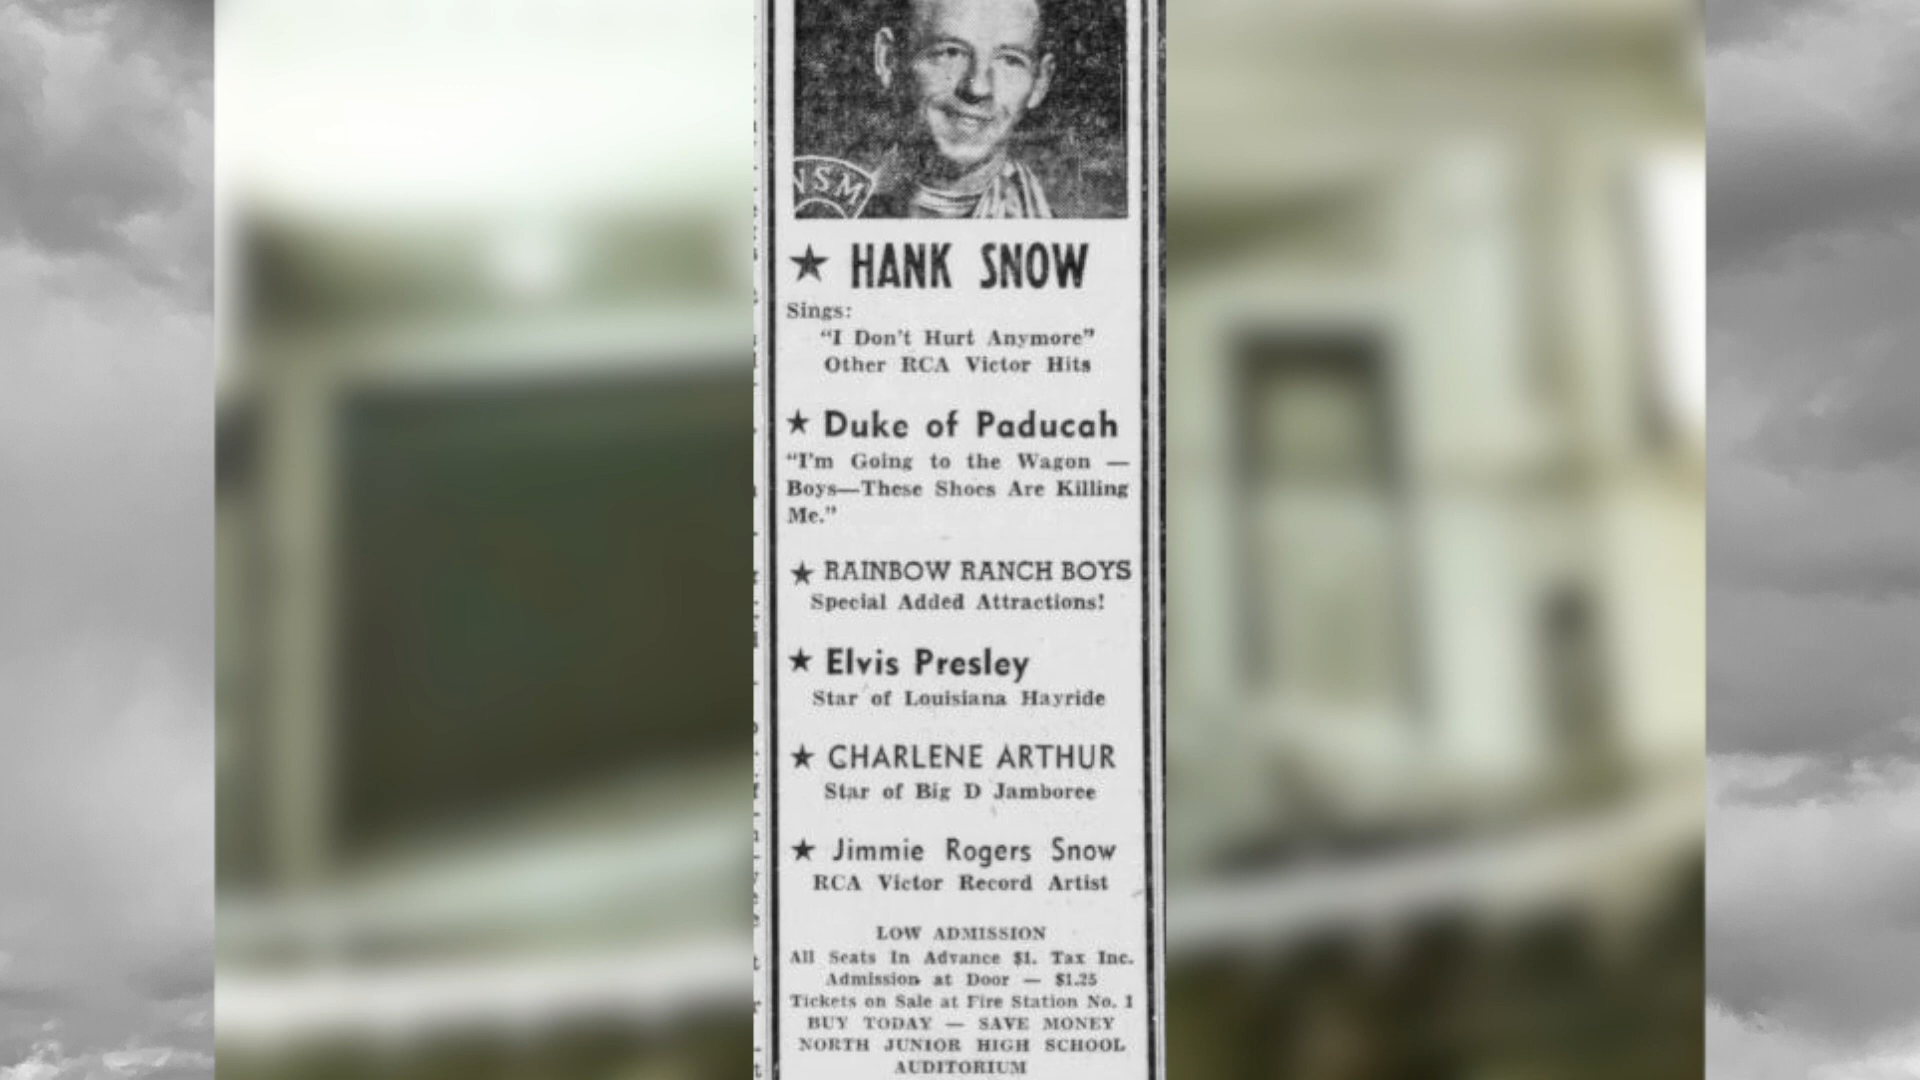 WSM
★ HANK SNOW
Sings:
"I Don't Hurt Anymore"
Other RCA Victor Hits
★ Duke of Paducah
"I'm Going to the Wagon —
Boys—These Shoes Are Killing
Me."
★ RAINBOW RANCH BOYS
Special Added Attractions!
★ Elvis Presley
Star of Louisiana Hayride
★ CHARLENE ARTHUR
Star of Big D Jamboree
★ Jimmie Rogers Snow
RCA Victor Record Artist
LOW ADMISSION
All Seats In Advance $1. Tax Inc.
Admission at Door — $1.25
Tickets on Sale at Fire Station No. 1
BUY TODAY — SAVE MONEY
NORTH JUNIOR HIGH SCHOOL
AUDITORIUM